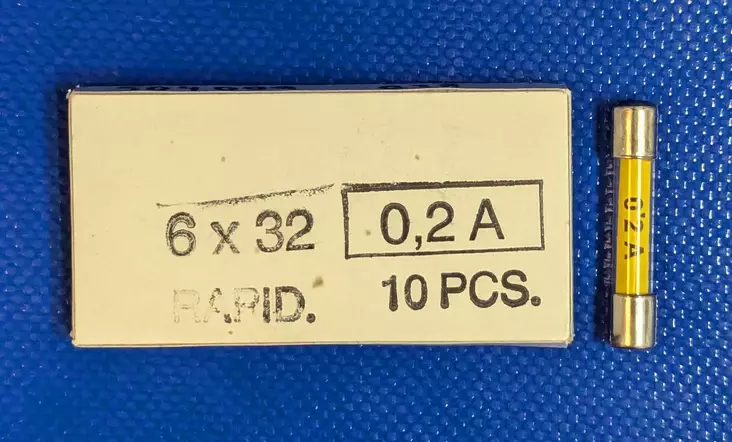 6 x 32 0,2 A
RAPID. 10 PCS.
0'2 A